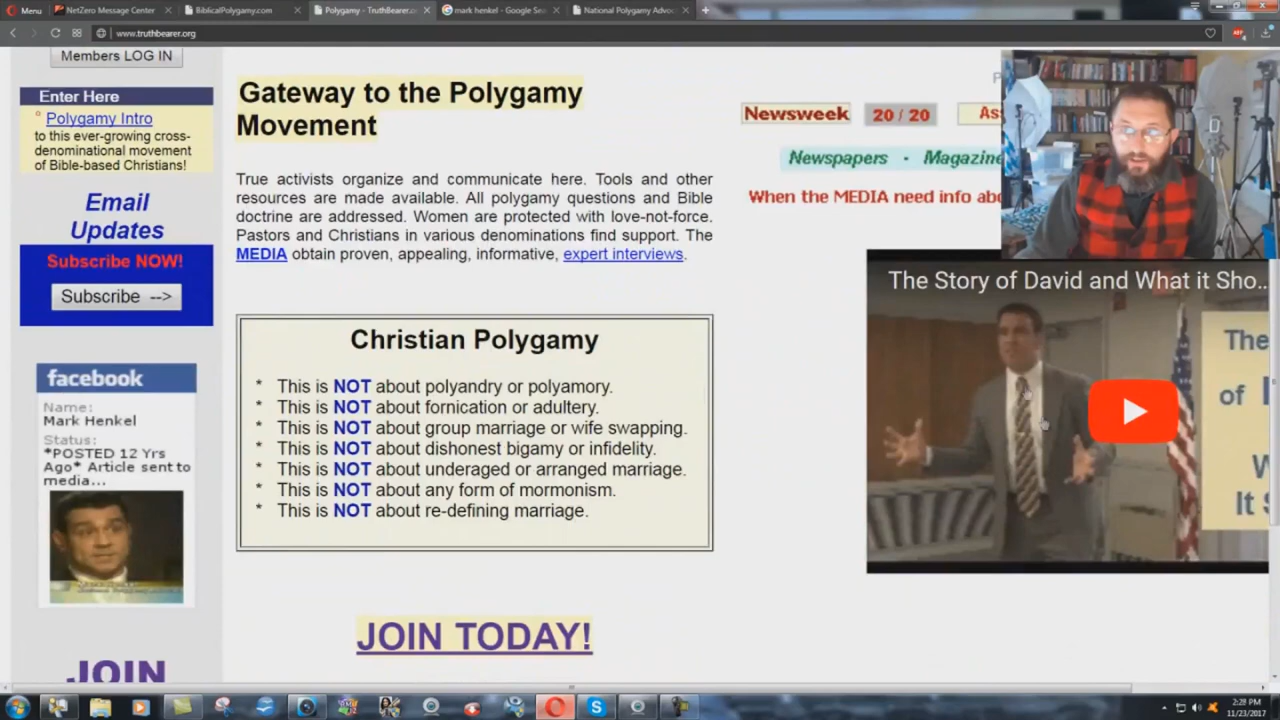 Menu
NetZero Message Center
BiblicalPolygamy.com
Polygamy - TruthBearer.o
mark henkel - Google Sea
National Polygamy Advoc
www.truthbearer.org
Members LOG IN
Enter Here
Polygamy Intro
to this ever-growing cross-
denominational movement
of Bible-based Christians!
Email
Updates
Subscribe NOW!
Subscribe -->
facebook
Name:
Mark Henkel
Status:
*POSTED 12 Yrs
Ago* Article sent to
media...
JOIN
Gateway to the Polygamy
Movement
True activists organize and communicate here. Tools and other
resources are made available. All polygamy questions and Bible
doctrine are addressed. Women are protected with love-not-force.
Pastors and Christians in various denominations find support. The
MEDIA obtain proven, appealing, informative, expert interviews.
Christian Polygamy
* This is NOT about polyandry or polyamory.
* This is NOT about fornication or adultery.
* This is NOT about group marriage or wife swapping.
* This is NOT about dishonest bigamy or infidelity.
* This is NOT about underaged or arranged marriage.
* This is NOT about any form of mormonism.
* This is NOT about re-defining marriage.
JOIN TODAY!
Newsweek
20 / 20
Ass
Newspapers · Magazine
When the MEDIA need info abo
The Story of David and What it Sho...
The
of
W
It S
2:28 PM
11/23/2017